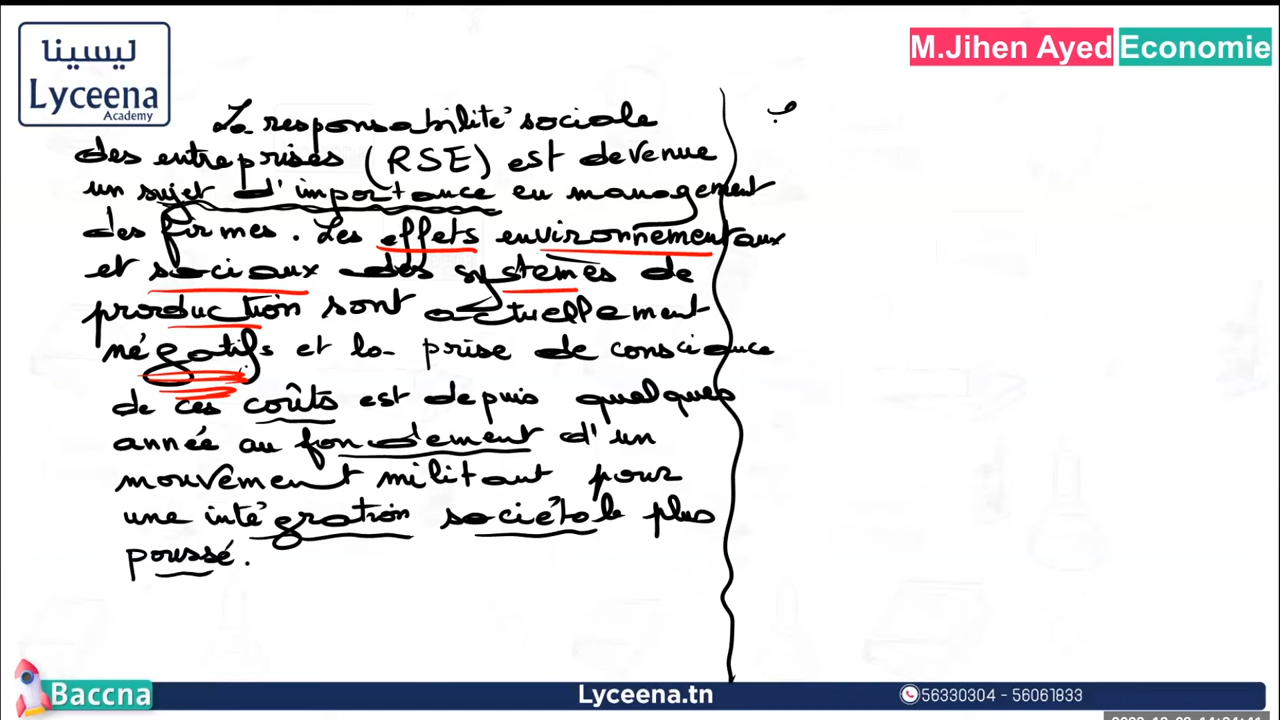 ليسينا
Lyceena
Academy
M.Jihen Ayed Economie
La responsabilité sociale
des entreprises (RSE) est devenue
un sujet d'importance en management
des firmes. Les effets environnementaux
et sociaux des systèmes de
production sont actuellement
négatifs et la prise de conscience
de ces coûts est depuis quelques
année au fondement d'un
mouvement militant pour
une intégration sociétale plus
poussé.
Baccna
Lyceena.tn
56330304 - 56061833